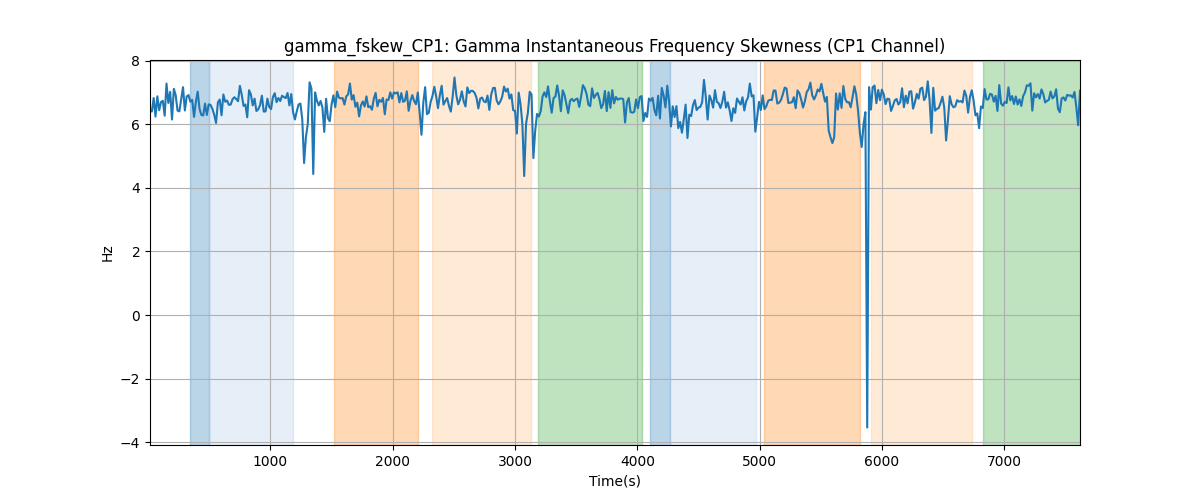 gamma_fskew_CP1: Gamma Instantaneous Frequency Skewness (CP1 Channel)
8
6
4
2
0
−2
−4
Hz
1000 2000 3000 4000 5000 6000 7000
Time(s)